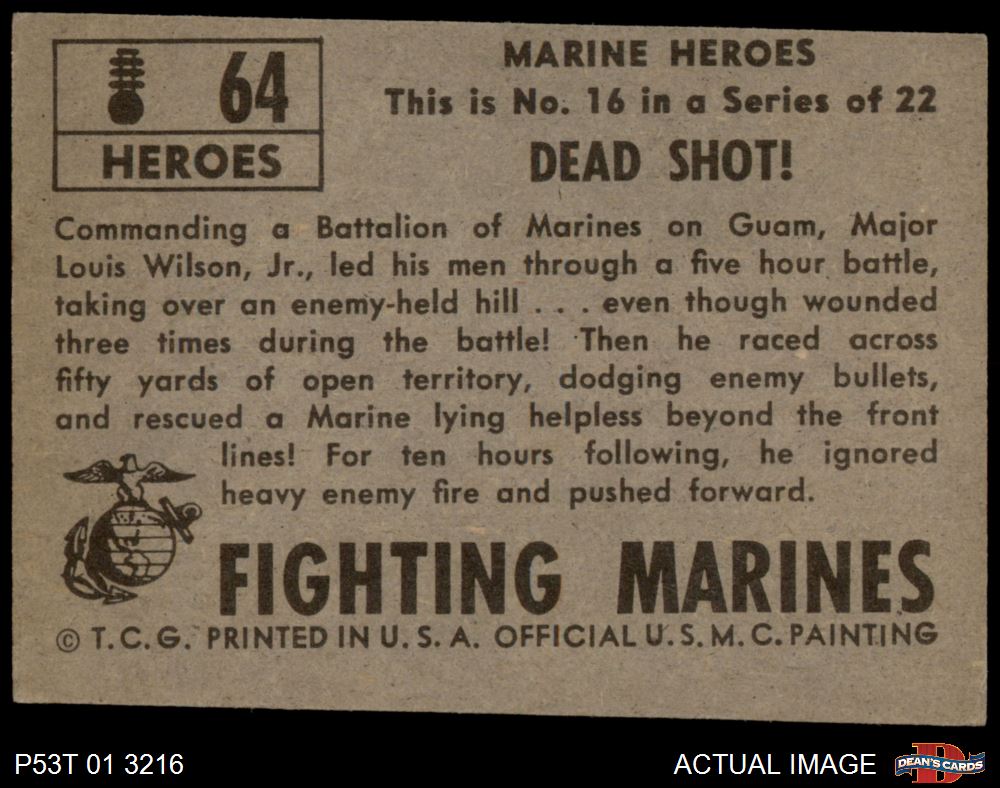 64
HEROES
MARINE HEROES
This is No. 16 in a Series of 22
DEAD SHOT!
Commanding a Battalion of Marines on Guam, Major
Louis Wilson, Jr., led his men through a five hour battle,
taking over an enemy-held hill . . . even though wounded
three times during the battle! Then he raced across
fifty yards of open territory, dodging enemy bullets,
and rescued a Marine lying helpless beyond the front
lines! For ten hours following, he ignored
heavy enemy fire and pushed forward.
FIGHTING MARINES
© T.C.G. PRINTED IN U. S. A. OFFICIAL U. S. M. C. PAINTING
P53T 01 3216
ACTUAL IMAGE
D
DEAN'S CARDS